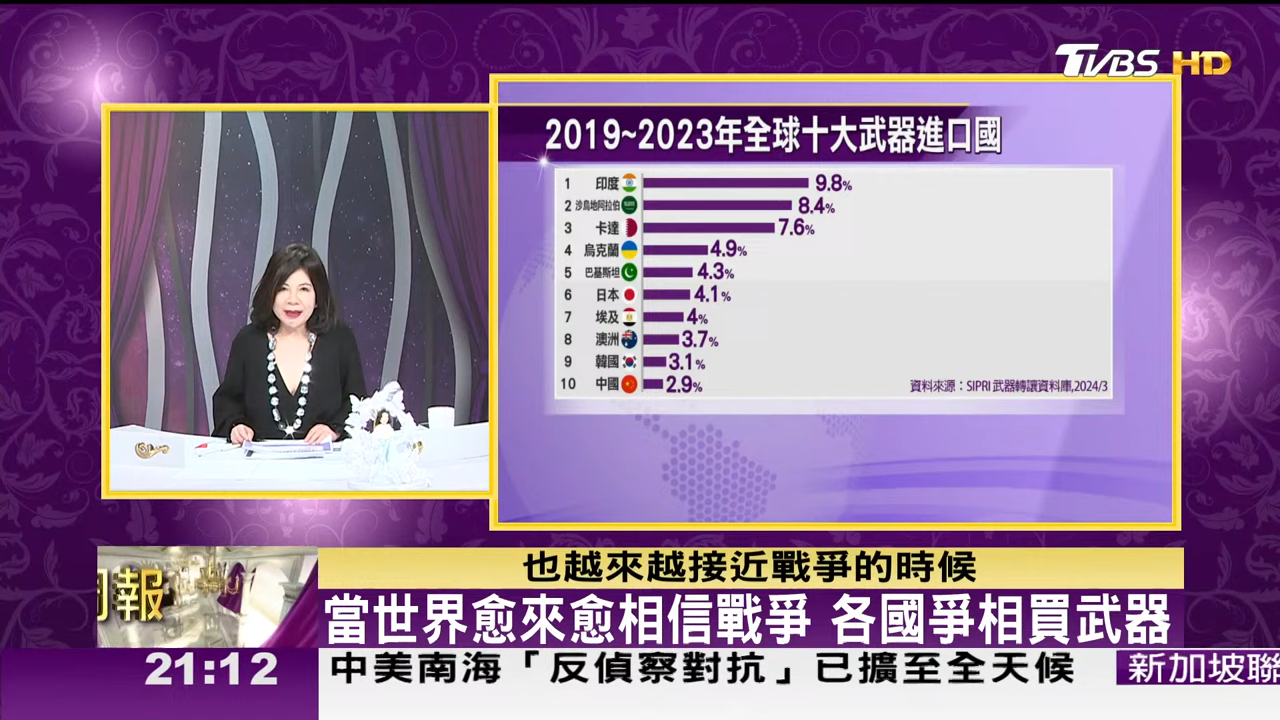 TVBS HD
2019~2023年全球十大武器進口國
1 印度 9.8%
2 沙烏地阿拉伯 8.4%
3 卡達 7.6%
4 烏克蘭 4.9%
5 巴基斯坦 4.3%
6 日本 4.1%
7 埃及 4%
8 澳洲 3.7%
9 韓國 3.1%
10 中國 2.9%
資料來源：SIPRI 武器轉讓資料庫,2024/3
也越來越接近戰爭的時候
周報
當世界愈來愈相信戰爭 各國爭相買武器
21:12
中美南海「反偵察對抗」已擴至全天候
新加坡聯